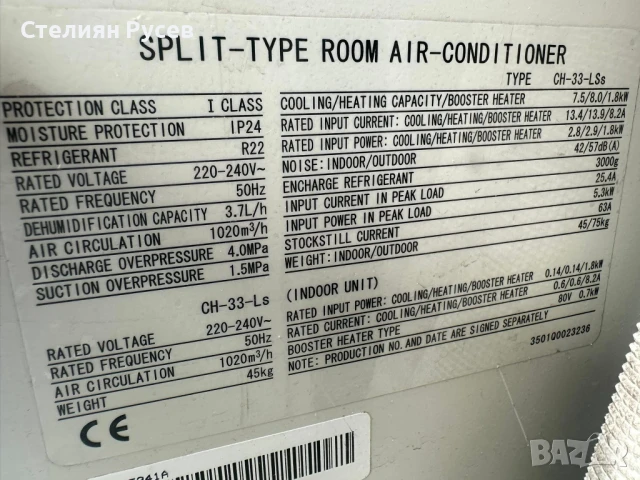 Стелиян Русев
SPLIT-TYPE ROOM AIR-CONDITIONER
TYPE CH-33-LSs
PROTECTION CLASS I CLASS
MOISTURE PROTECTION IP24
REFRIGERANT R22
RATED VOLTAGE 220-240V~
RATED FREQUENCY 50Hz
DEHUMIDIFICATION CAPACITY 3.7L/h
AIR CIRCULATION 1020m³/h
DISCHARGE OVERPRESSURE 4.0MPa
SUCTION OVERPRESSURE 1.5MPa
CH-33-Ls
RATED VOLTAGE 220-240V~
RATED FREQUENCY 50Hz
AIR CIRCULATION 1020m³/h
WEIGHT 45kg
COOLING/HEATING CAPACITY/BOOSTER HEATER 7.5/8.0/1.8kW
RATED INPUT CURRENT: COOLING/HEATING/BOOSTER HEATER 13.4/13.9/8.2A
RATED INPUT POWER: COOLING/HEATING/BOOSTER HEATER 2.8/2.9/1.8kW
NOISE: INDOOR/OUTDOOR 42/57dB(A)
ENCHARGE REFRIGERANT 3000g
INPUT CURRENT IN PEAK LOAD 25.4A
INPUT POWER IN PEAK LOAD 5.3kW
STOCKSTILL CURRENT 63A
WEIGHT: INDOOR/OUTDOOR 45/75kg
(INDOOR UNIT)
RATED INPUT POWER: COOLING/HEATING/BOOSTER HEATER 0.14/0.14/1.8kW
RATED CURRENT: COOLING/HEATING/BOOSTER HEATER 0.6/0.6/8.2A
BOOSTER HEATER TYPE 80V 0.7kW
NOTE: PRODUCTION NO. AND DATE ARE SIGNED SEPARATELY
35010Q023236
CE
BAZAR